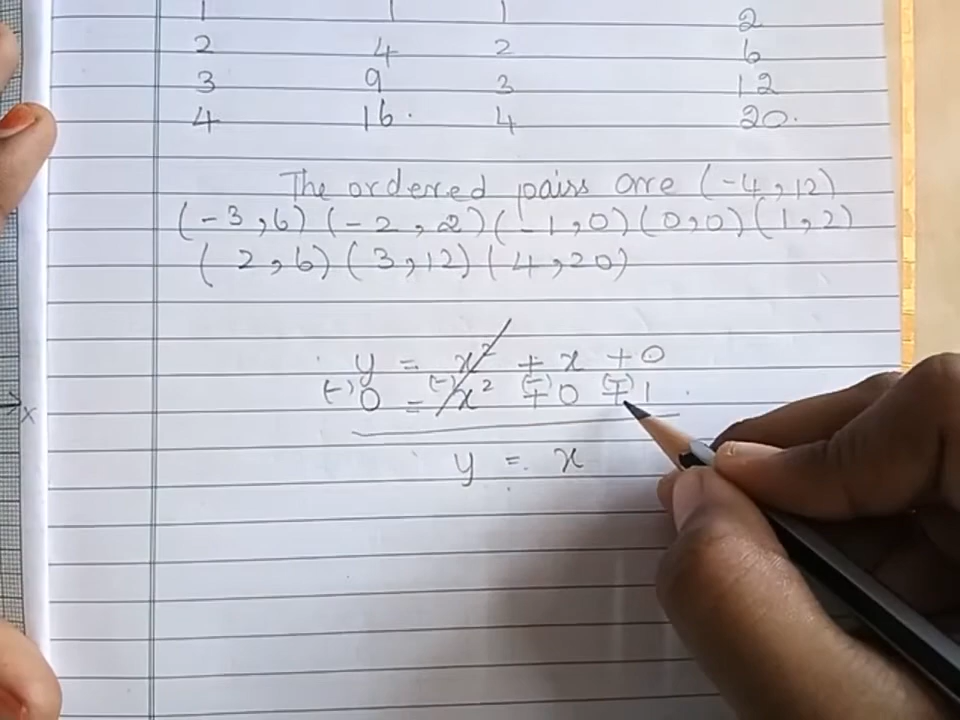 1 1 1 2
2 4 2 6
3 9 3 12
4 16. 4 20.
The ordered pairs are (-4,12)
(-3,6) (-2,2) (-1,0) (0,0) (1,2)
(2,6) (3,12) (4,20)
y = x² + x + 0
(-) 0 = (-) x² (-) + 0 (-) + 1
y = x
x